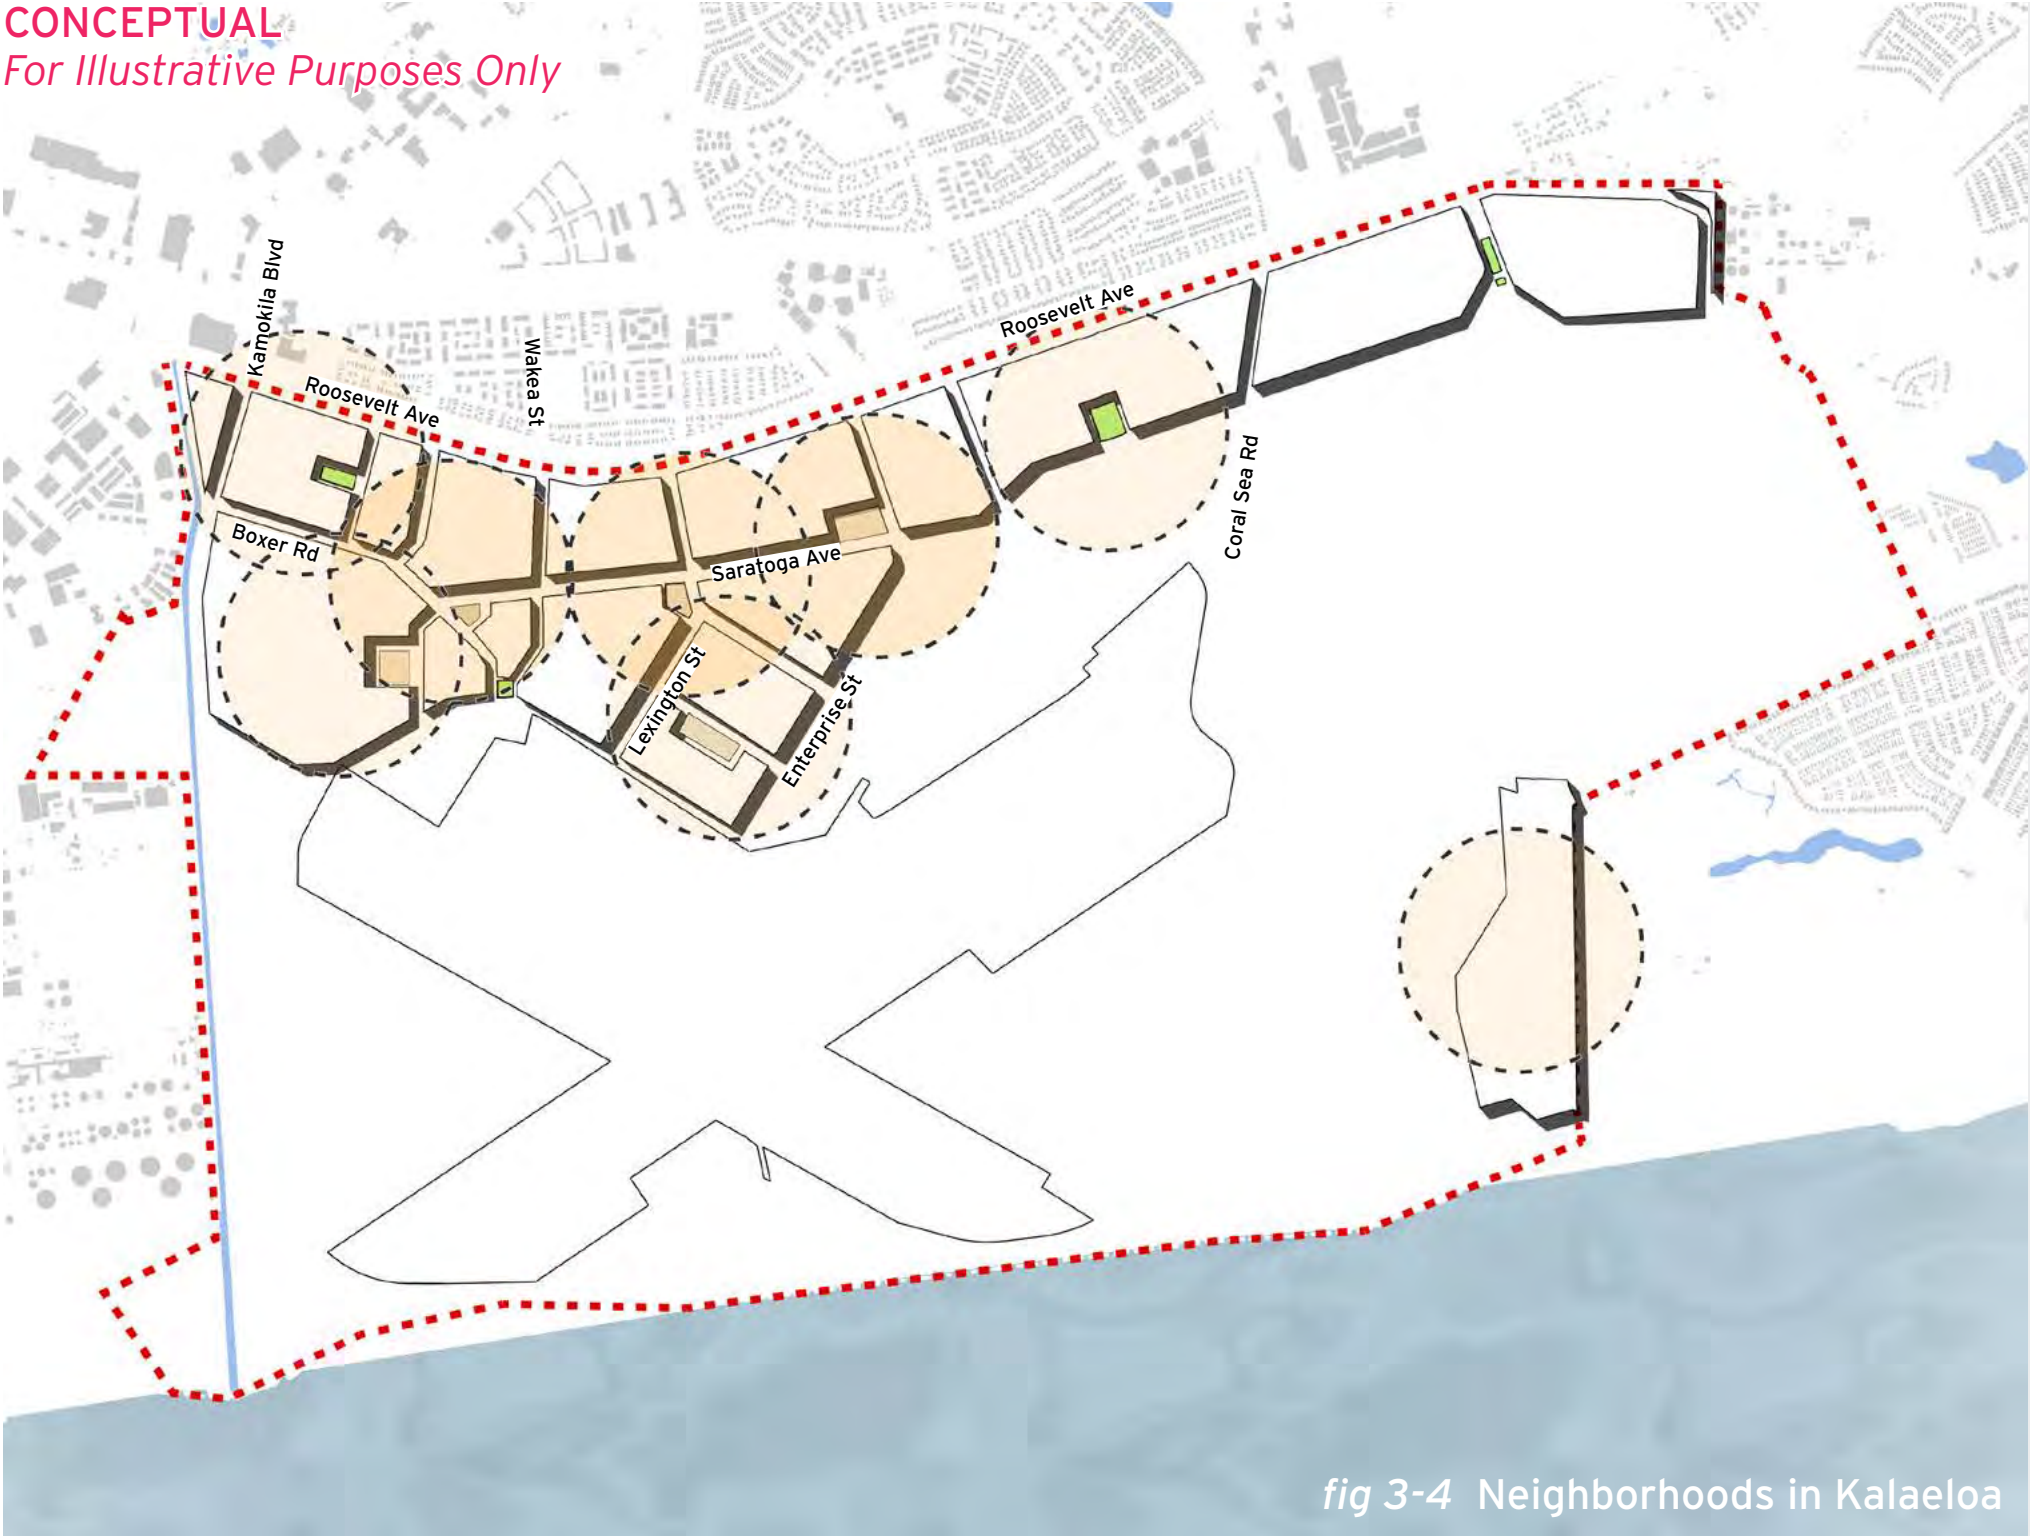 CONCEPTUAL
For Illustrative Purposes Only
Kamokila Blvd
Roosevelt Ave
Wakea St
Roosevelt Ave
Boxer Rd
Saratoga Ave
Coral Sea Rd
Lexington St
Enterprise St
fig 3-4 Neighborhoods in Kalaeloa